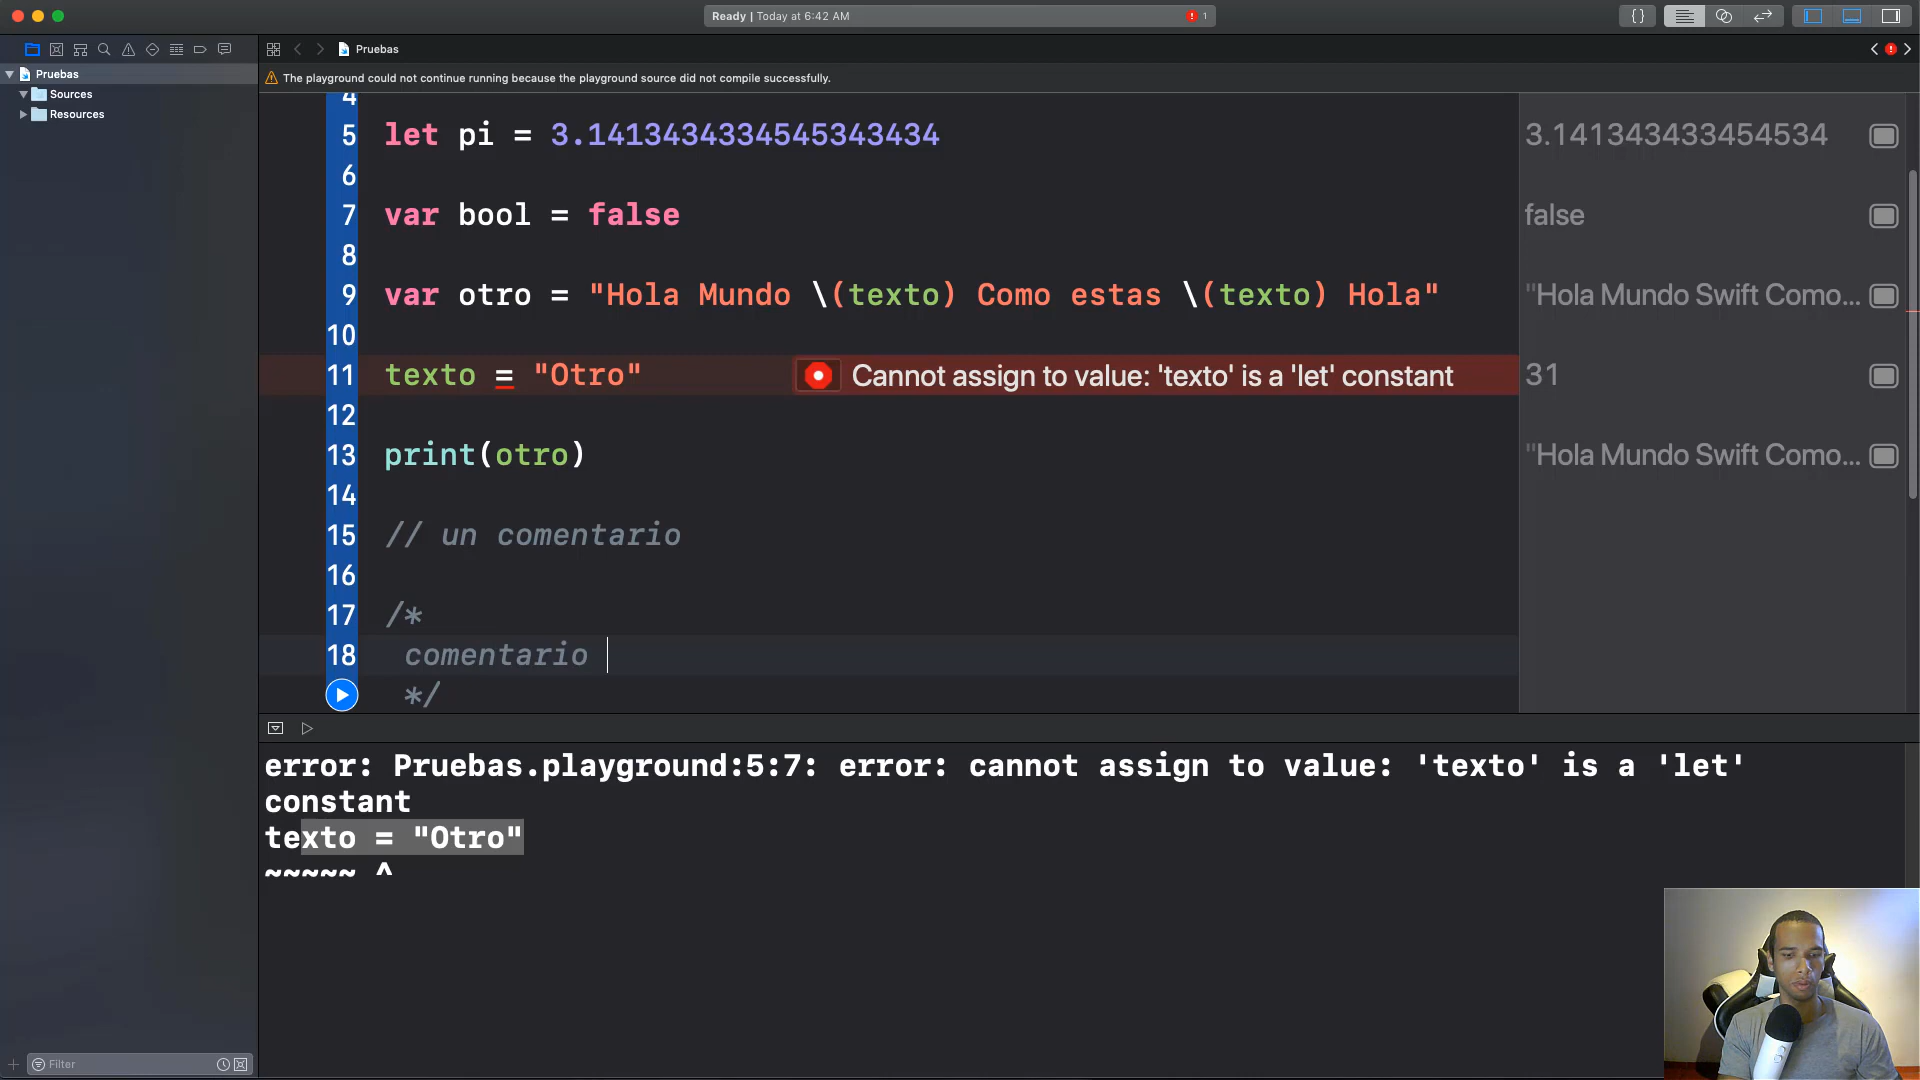 Ready | Today at 6:42 AM
1
Pruebas
The playground could not continue running because the playground source did not compile successfully.
Pruebas
Sources
Resources
4
5 let pi = 3.1413434334545343434
3.141343433454534
6
7 var bool = false
false
8
9 var otro = "Hola Mundo \(texto) Como estas \(texto) Hola"
"Hola Mundo Swift Como...
10
11 texto = "Otro"
Cannot assign to value: 'texto' is a 'let' constant
31
12
13 print(otro)
"Hola Mundo Swift Como...
14
15 // un comentario
16
17 /*
18 comentario
*/
error: Pruebas.playground:5:7: error: cannot assign to value: 'texto' is a 'let'
constant
texto = "Otro"
~~~~~ ^
Filter